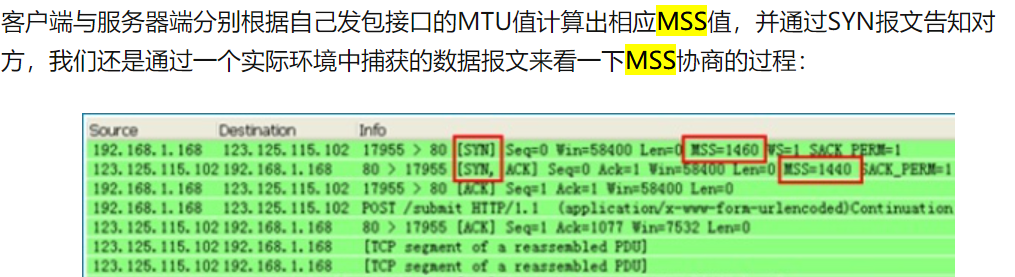 客户端与服务器端分别根据自己发包接口的MTU值计算出相应MSS值，并通过SYN报文告知对
方，我们还是通过一个实际环境中捕获的数据报文来看一下MSS协商的过程：
Source Destination Info
192.168.1.168 123.125.115.102 17955 > 80 [SYN] Seq=0 Win=58400 Len=0 MSS=1460 WS=1 SACK_PERM=1
123.125.115.102 192.168.1.168 80 > 17955 [SYN, ACK] Seq=0 Ack=1 Win=58400 Len=0 MSS=1440 SACK_PERM=1
192.168.1.168 123.125.115.102 17955 > 80 [ACK] Seq=1 Ack=1 Win=58400 Len=0
192.168.1.168 123.125.115.102 POST /submit HTTP/1.1 (application/x-www-form-urlencoded)Continuation
123.125.115.102 192.168.1.168 80 > 17955 [ACK] Seq=1 Ack=1077 Win=7532 Len=0
123.125.115.102 192.168.1.168 [TCP segment of a reassembled PDU]
123.125.115.102 192.168.1.168 [TCP segment of a reassembled PDU]